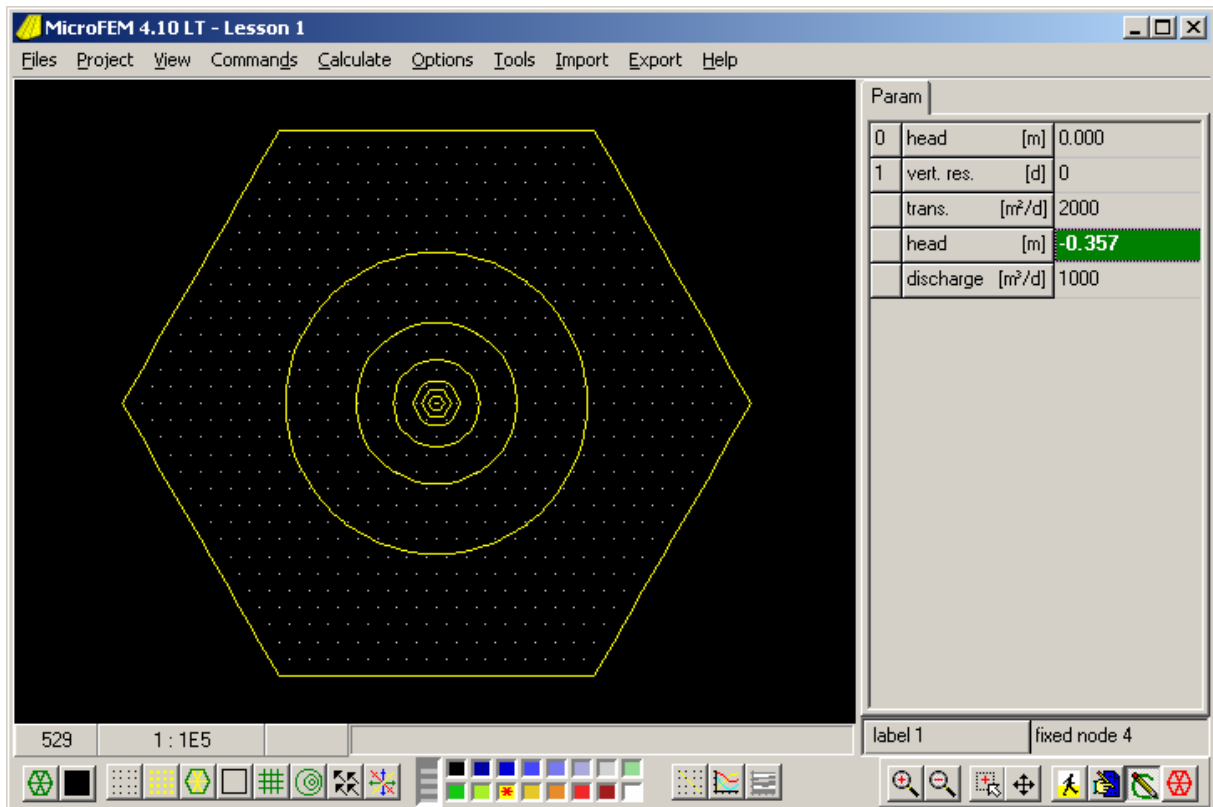 MicroFEM 4.10 LT - Lesson 1
Files Project View Commands Calculate Options Tools Import Export Help
Param
0 head [m] 0.000
1 vert. res. [d] 0
trans. [m²/d] 2000
head [m] -0.357
discharge [m³/d] 1000
529 1 : 1E5 label 1 fixed node 4